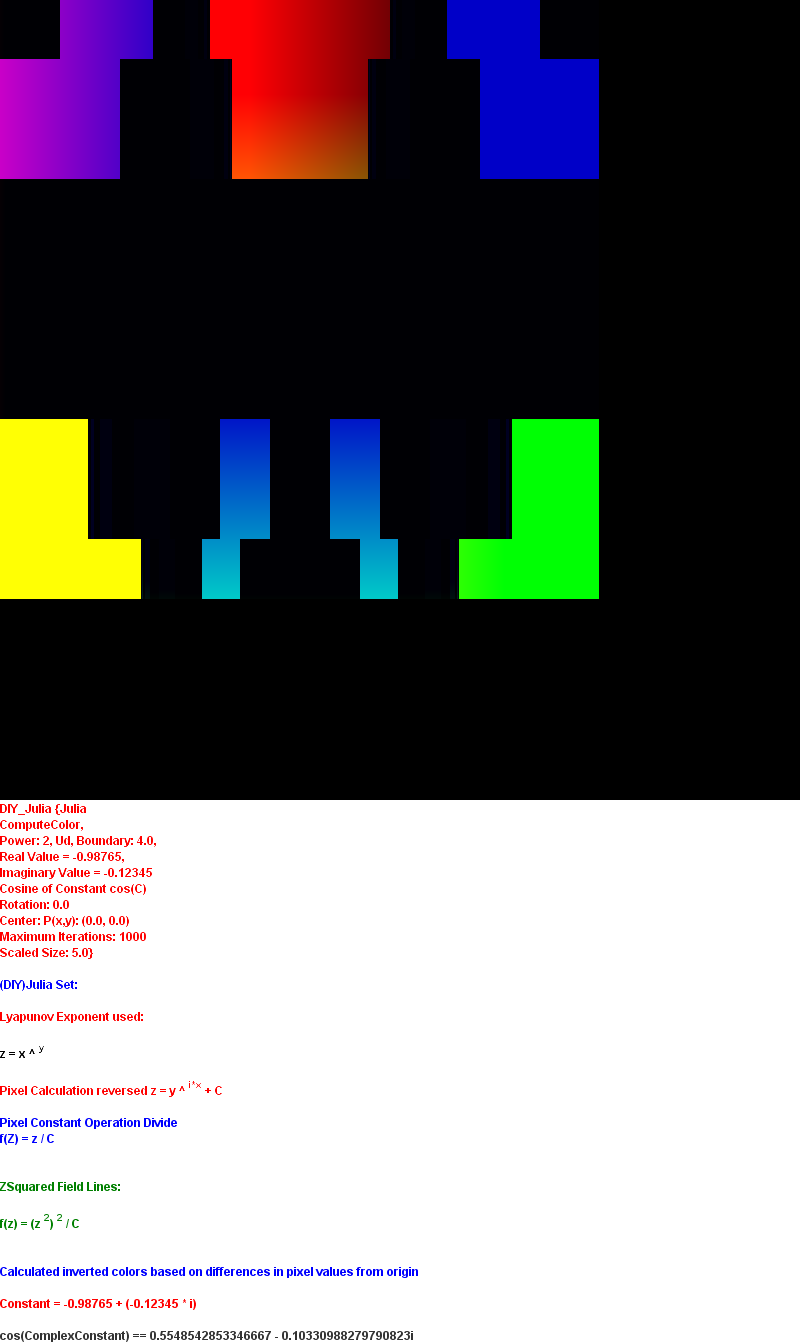 DIY_Julia {Julia
ComputeColor,
Power: 2, Ud, Boundary: 4.0,
Real Value = -0.98765,
Imaginary Value = -0.12345
Cosine of Constant cos(C)
Rotation: 0.0
Center: P(x,y): (0.0, 0.0)
Maximum Iterations: 1000
Scaled Size: 5.0}
(DIY)Julia Set:
Lyapunov Exponent used:
z = x ^ y
Pixel Calculation reversed z = y ^ i*x + C
Pixel Constant Operation Divide
f(Z) = z / C
ZSquared Field Lines:
f(z) = (z 2) 2 / C
Calculated inverted colors based on differences in pixel values from origin
Constant = -0.98765 + (-0.12345 * i)
cos(ComplexConstant) == 0.5548542853346667 - 0.10330988279790823i